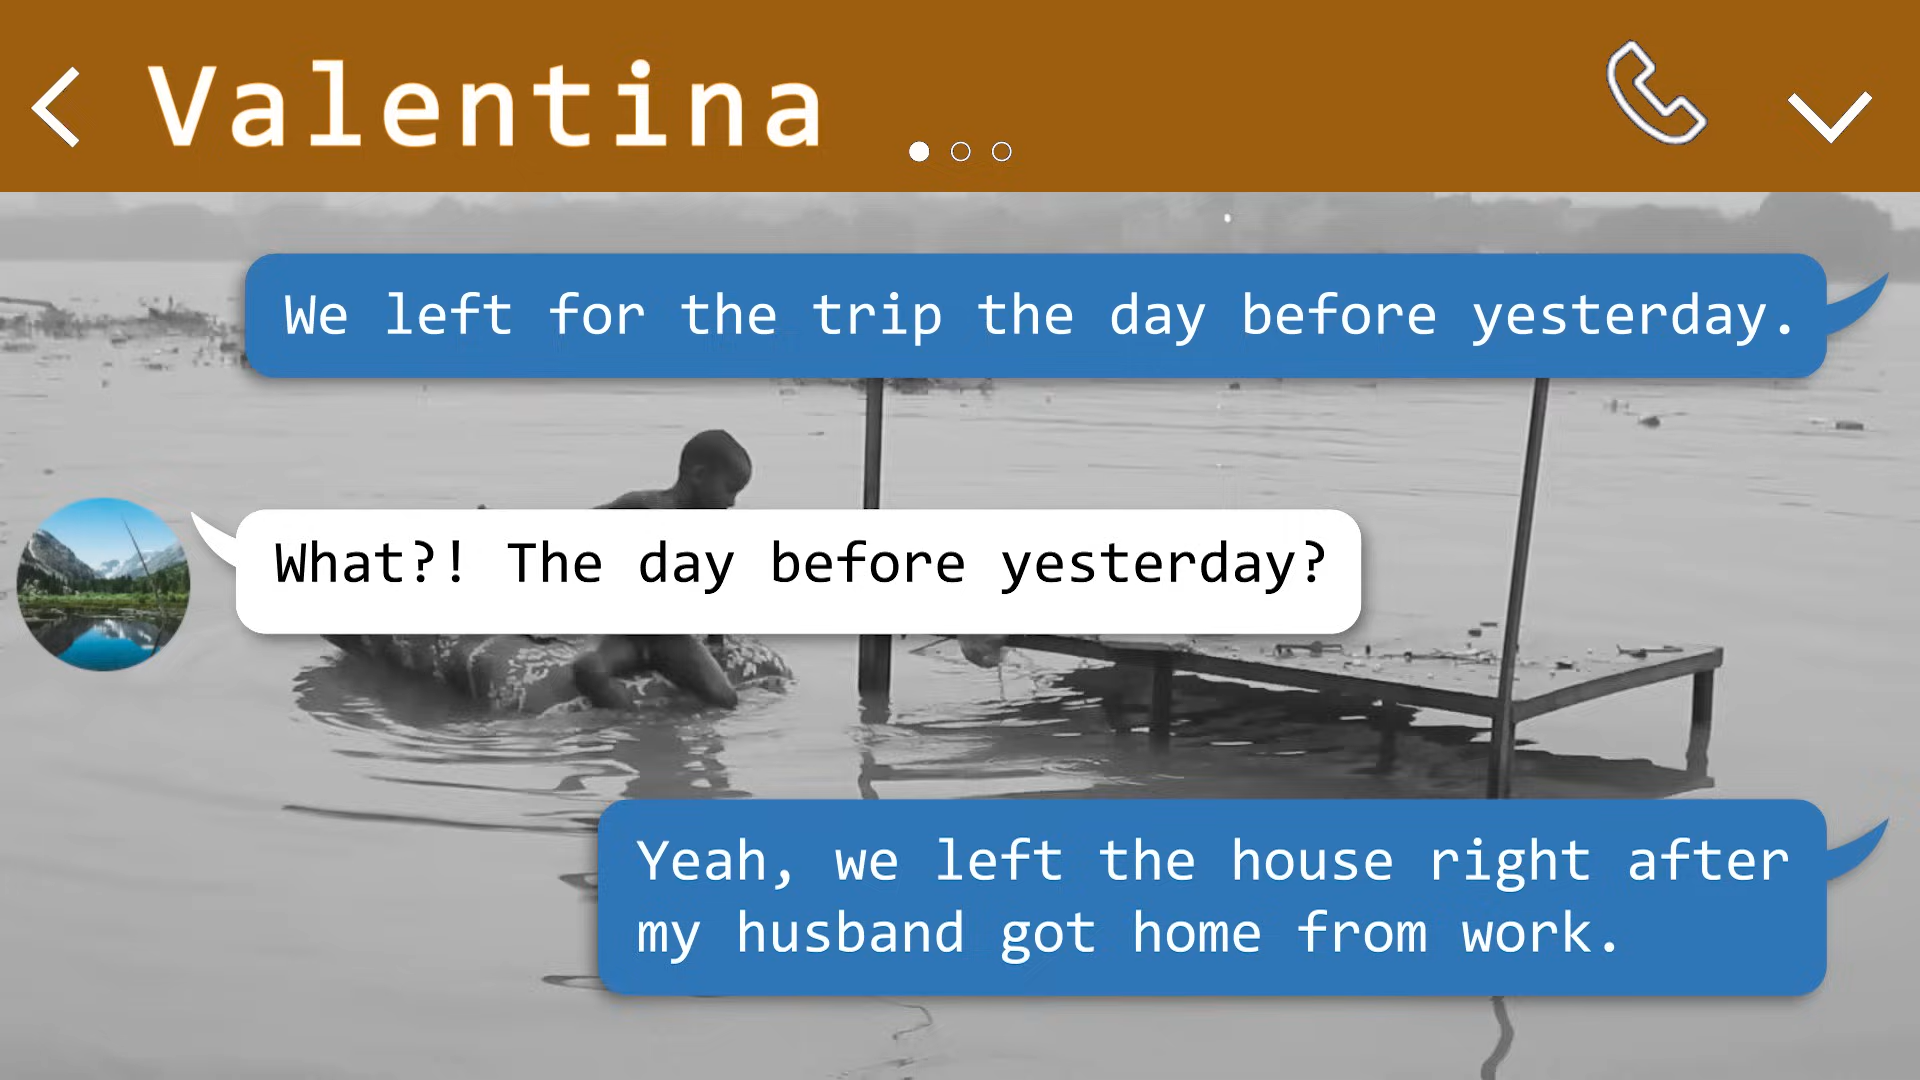 Valentina
We left for the trip the day before yesterday.
What?! The day before yesterday?
Yeah, we left the house right after
my husband got home from work.